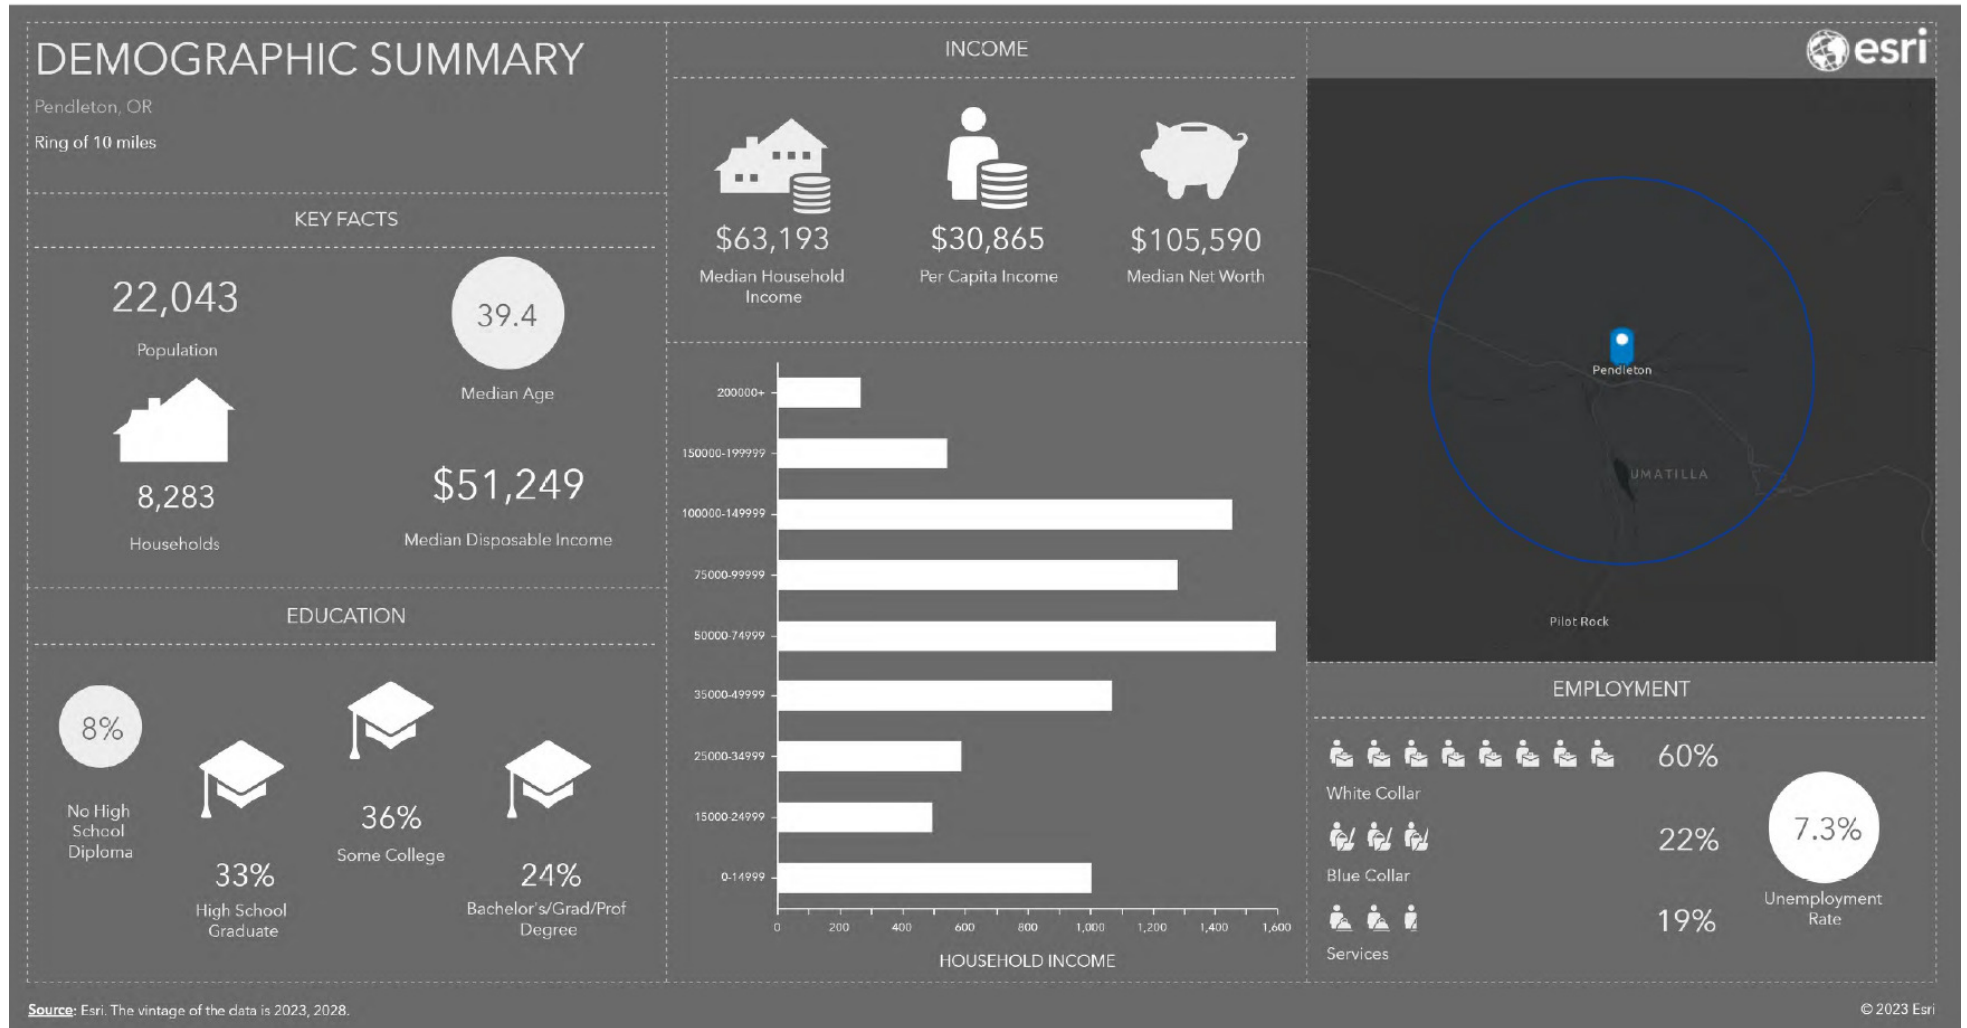 DEMOGRAPHIC SUMMARY
Pendleton, OR
Ring of 10 miles
KEY FACTS
22,043
Population
39.4
Median Age
8,283
Households
$51,249
Median Disposable Income
EDUCATION
8%
No High
School
Diploma
33%
High School
Graduate
36%
Some College
24%
Bachelor's/Grad/Prof
Degree
INCOME
$63,193
Median Household
Income
$30,865
Per Capita Income
$105,590
Median Net Worth
200000+
150000-199999
100000-149999
75000-99999
50000-74999
35000-49999
25000-34999
15000-24999
0-14999
0 200 400 600 800 1,000 1,200 1,400 1,600
HOUSEHOLD INCOME
esri
Pendleton
UMATILLA
Pilot Rock
EMPLOYMENT
60%
White Collar
22%
Blue Collar
19%
Services
7.3%
Unemployment
Rate
Source: Esri. The vintage of the data is 2023, 2028.
© 2023 Esri